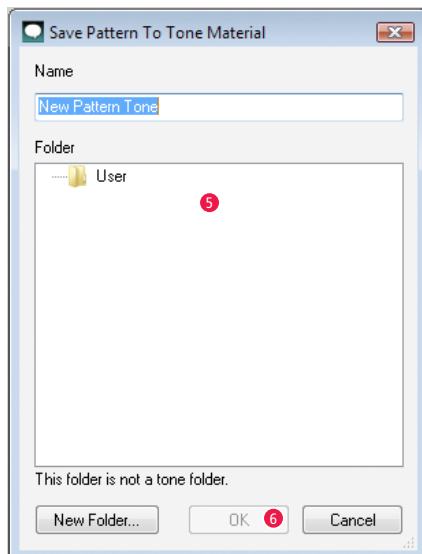 Save Pattern To Tone Material
Name
New Pattern Tone
Folder
User
5
This folder is not a tone folder.
New Folder...
OK
6
Cancel